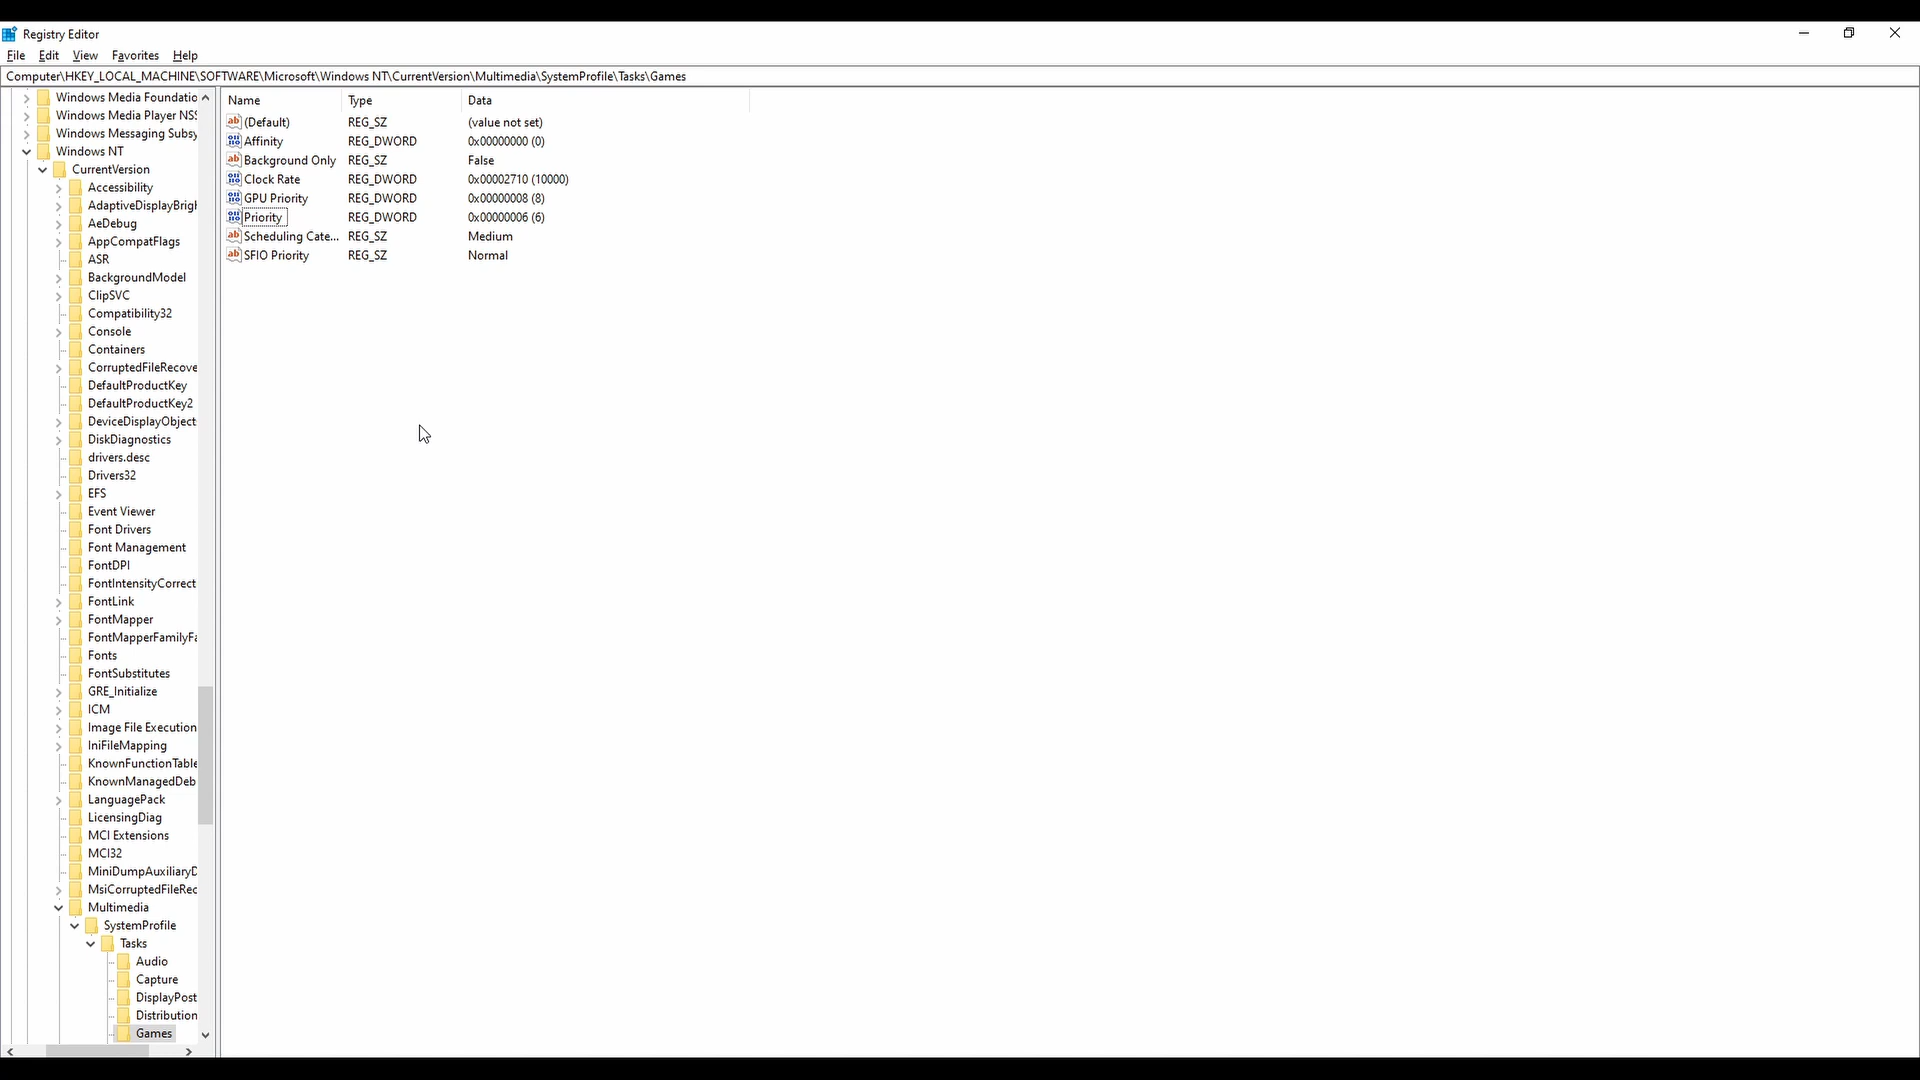 Registry Editor
File Edit View Favorites Help
Computer\HKEY_LOCAL_MACHINE\SOFTWARE\Microsoft\Windows NT\CurrentVersion\Multimedia\SystemProfile\Tasks\Games
Windows Media Foundatio
Windows Media Player NSS
Windows Messaging Subsy
Windows NT
CurrentVersion
Accessibility
AdaptiveDisplayBrigh
AeDebug
AppCompatFlags
ASR
BackgroundModel
ClipSVC
Compatibility32
Console
Containers
CorruptedFileRecove
DefaultProductKey
DefaultProductKey2
DeviceDisplayObject
DiskDiagnostics
drivers.desc
Drivers32
EFS
Event Viewer
Font Drivers
Font Management
FontDPI
FontIntensityCorrect
FontLink
FontMapper
FontMapperFamilyFa
Fonts
FontSubstitutes
GRE_Initialize
ICM
Image File Execution
IniFileMapping
KnownFunctionTable
KnownManagedDeb
LanguagePack
LicensingDiag
MCI Extensions
MCI32
MiniDumpAuxiliaryD
MsiCorruptedFileRec
Multimedia
SystemProfile
Tasks
Audio
Capture
DisplayPost
Distribution
Games
Name Type Data
(Default) REG_SZ (value not set)
Affinity REG_DWORD 0x00000000 (0)
Background Only REG_SZ False
Clock Rate REG_DWORD 0x00002710 (10000)
GPU Priority REG_DWORD 0x00000008 (8)
Priority REG_DWORD 0x00000006 (6)
Scheduling Cate... REG_SZ Medium
SFIO Priority REG_SZ Normal